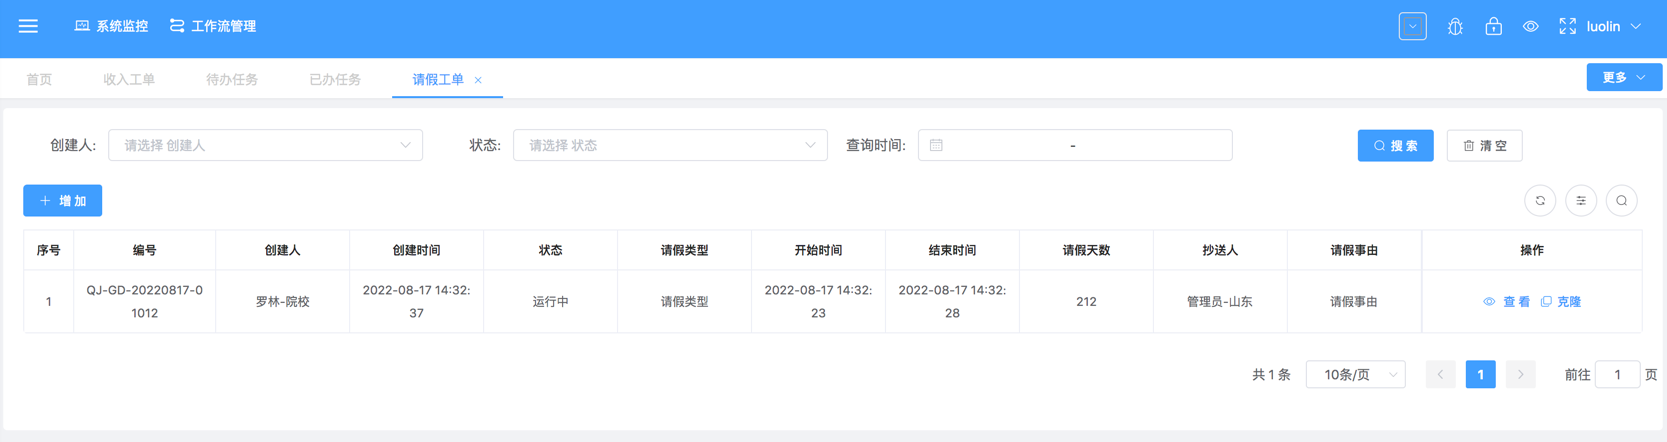 系统监控 工作流管理 luolin
首页 收入工单 待办任务 已办任务 请假工单 更多
创建人: 请选择 创建人 状态: 请选择 状态 查询时间: - 搜 索 清 空
增 加
序号 编号 创建人 创建时间 状态 请假类型 开始时间 结束时间 请假天数 抄送人 请假事由 操作
1 QJ-GD-20220817-0 罗林-院校 2022-08-17 14:32: 运行中 请假类型 2022-08-17 14:32: 2022-08-17 14:32: 212 管理员-山东 请假事由 查 看 克隆
1012 37 23 28
共 1 条 10条/页 1 前往 1 页